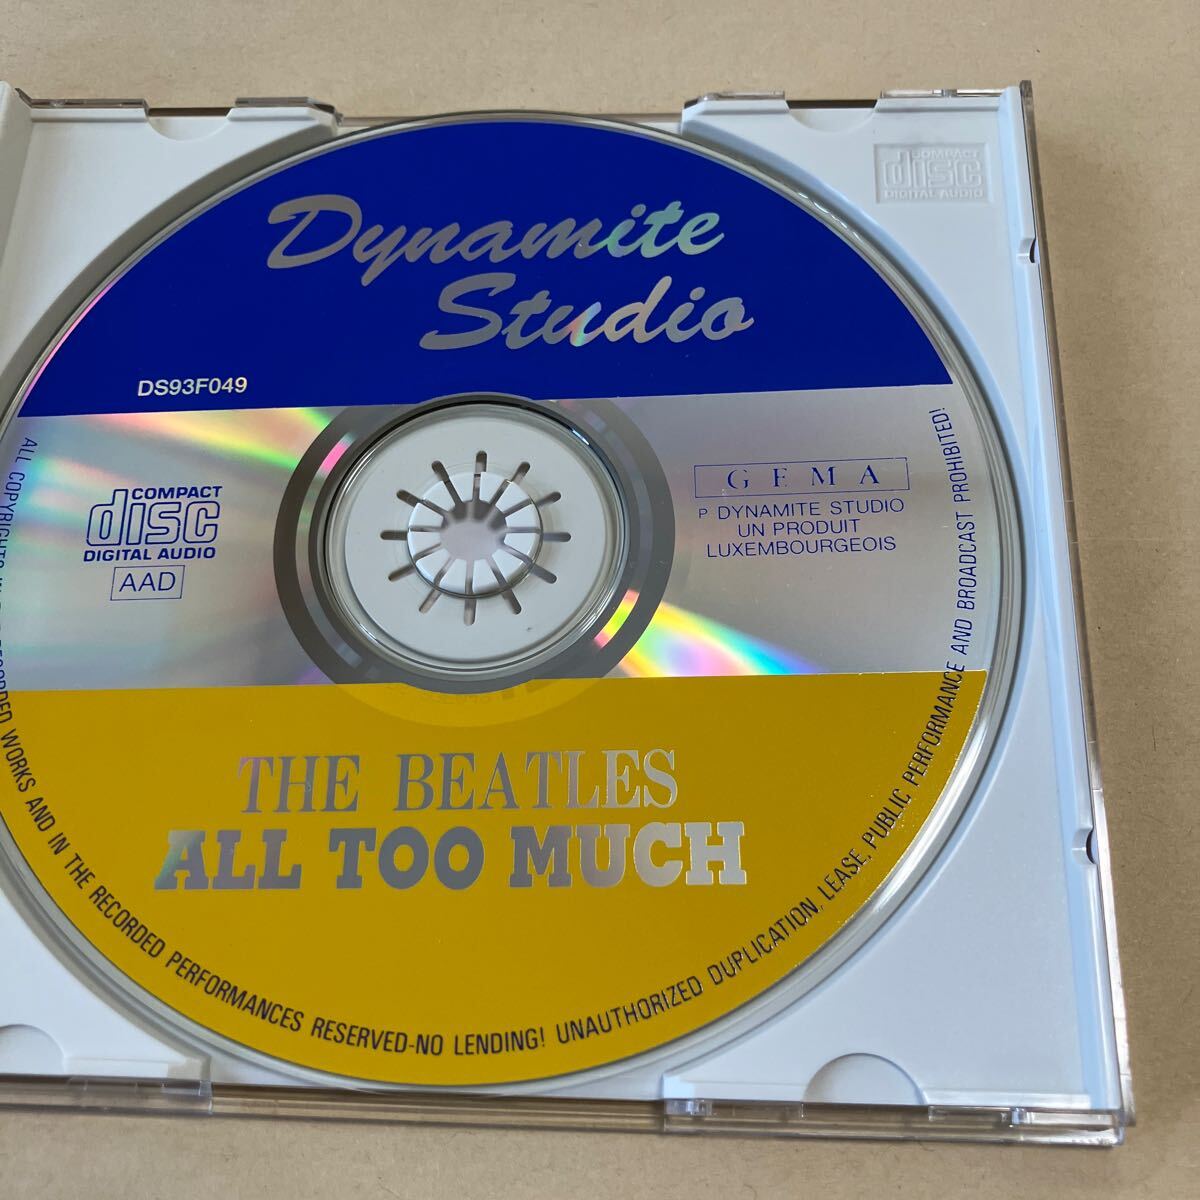 Dynamite
Studio
DS93F049
COMPACT
disc
DIGITAL AUDIO
AAD
GEMA
P DYNAMITE STUDIO
UN PRODUIT
LUXEMBOURGEOIS
THE BEATLES
ALL TOO MUCH
WORKS AND IN THE RECORDED PERFORMANCES RESERVED-NO LENDING! UNAUTHORIZED DUPLICATION, LEASE, PUBLIC PERFORMANCE AND BROADCAST PROHIBITED!
COMPACT
disc
DIGITAL AUDIO